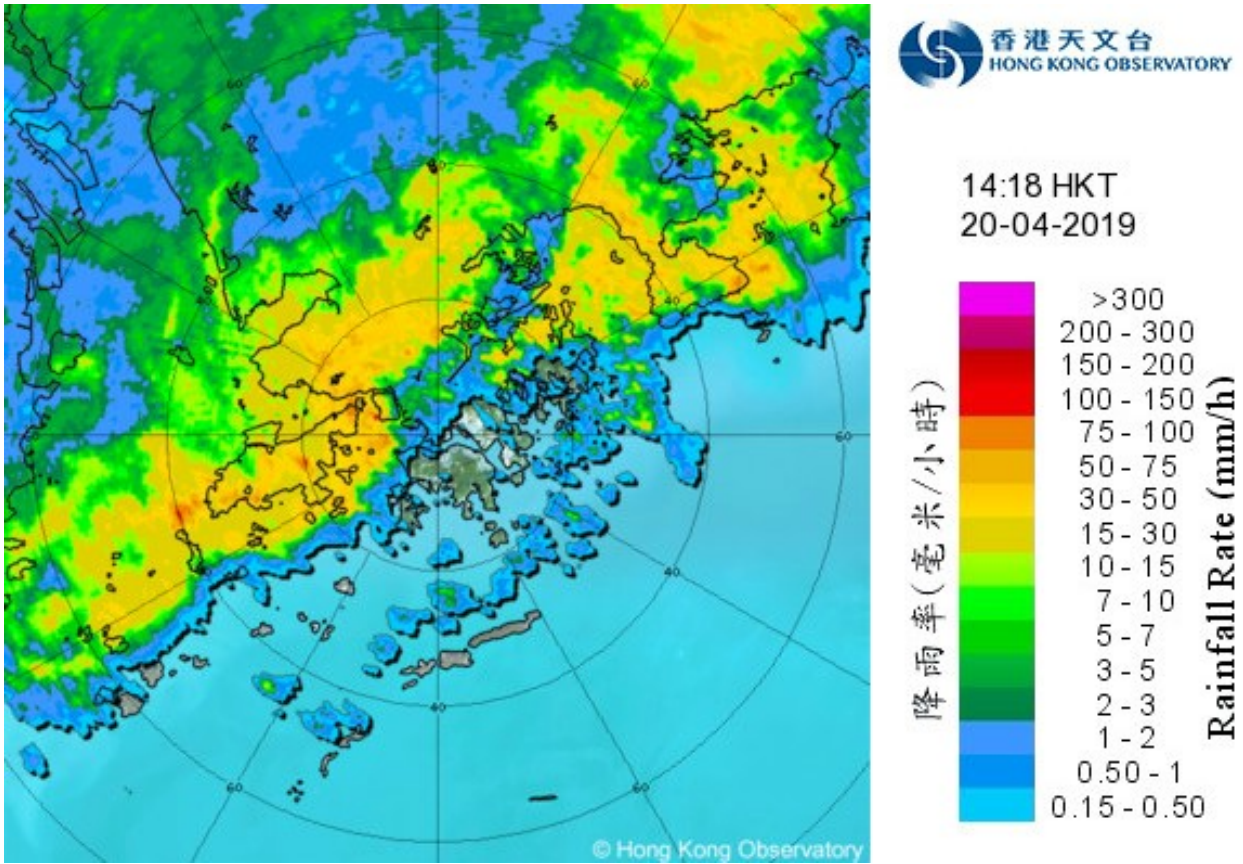 香港天文台
HONG KONG OBSERVATORY
14:18 HKT
20-04-2019
>300
200 - 300
150 - 200
100 - 150
75 - 100
50 - 75
30 - 50
15 - 30
10 - 15
7 - 10
5 - 7
3 - 5
2 - 3
1 - 2
0.50 - 1
0.15 - 0.50
降雨率(毫米/小時)
Rainfall Rate (mm/h)
60
60
40
60
40
40
60
60
© Hong Kong Observatory